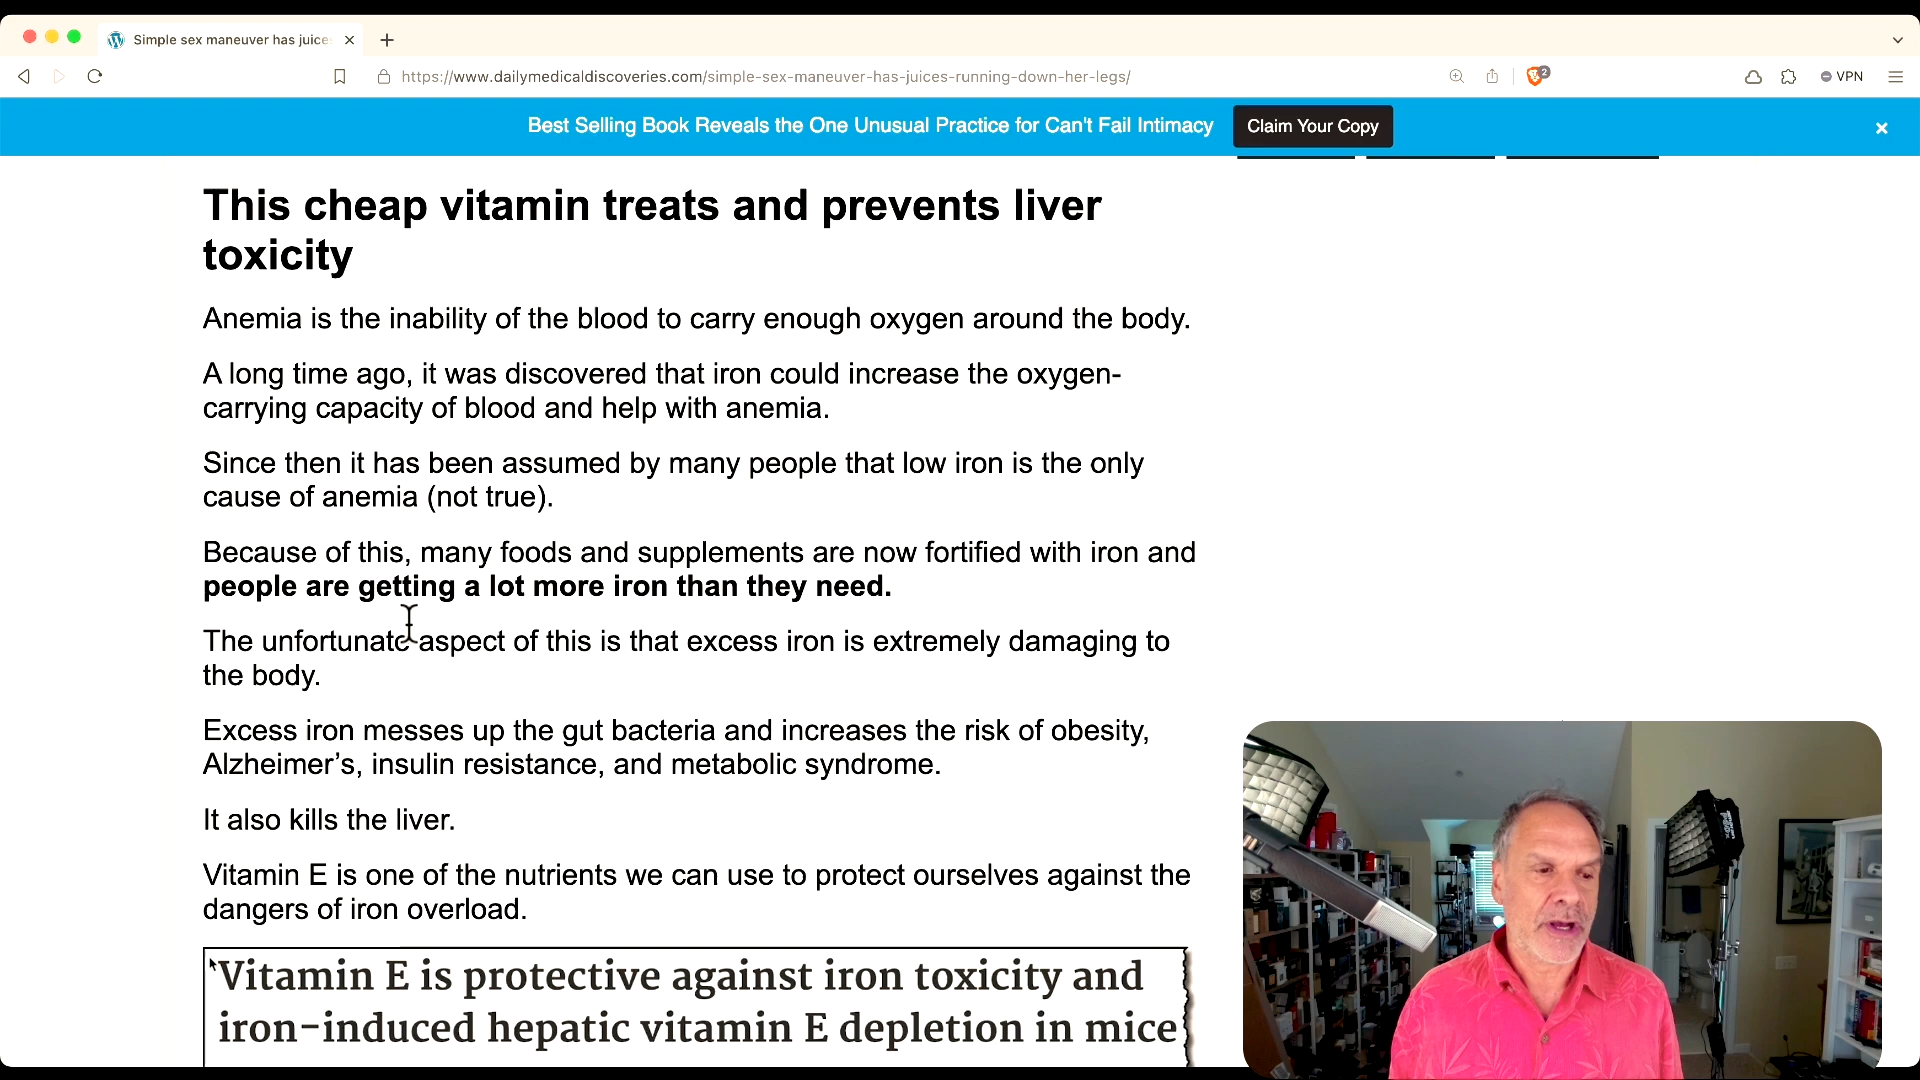 Simple sex maneuver has juice
https://www.dailymedicaldiscoveries.com/simple-sex-maneuver-has-juices-running-down-her-legs/
2
VPN
Best Selling Book Reveals the One Unusual Practice for Can't Fail Intimacy
Claim Your Copy
This cheap vitamin treats and prevents liver
toxicity
Anemia is the inability of the blood to carry enough oxygen around the body.
A long time ago, it was discovered that iron could increase the oxygen-
carrying capacity of blood and help with anemia.
Since then it has been assumed by many people that low iron is the only
cause of anemia (not true).
Because of this, many foods and supplements are now fortified with iron and
people are getting a lot more iron than they need.
The unfortunate aspect of this is that excess iron is extremely damaging to
the body.
Excess iron messes up the gut bacteria and increases the risk of obesity,
Alzheimer’s, insulin resistance, and metabolic syndrome.
It also kills the liver.
Vitamin E is one of the nutrients we can use to protect ourselves against the
dangers of iron overload.
Vitamin E is protective against iron toxicity and
iron-induced hepatic vitamin E depletion in mice